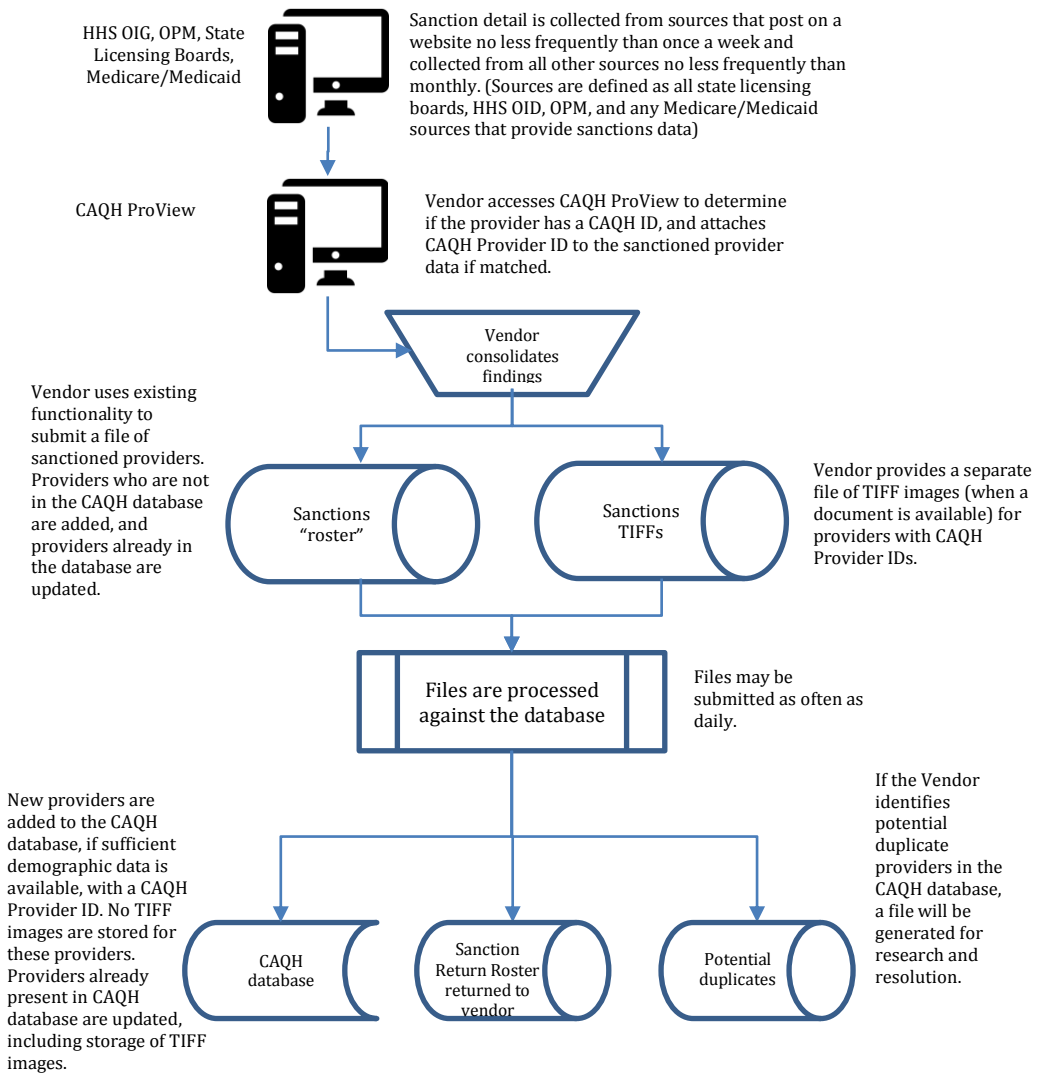 HHS OIG, OPM, State
Licensing Boards,
Medicare/Medicaid
Sanction detail is collected from sources that post on a
website no less frequently than once a week and
collected from all other sources no less frequently than
monthly. (Sources are defined as all state licensing
boards, HHS OID, OPM, and any Medicare/Medicaid
sources that provide sanctions data)
CAQH ProView
Vendor accesses CAQH ProView to determine
if the provider has a CAQH ID, and attaches
CAQH Provider ID to the sanctioned provider
data if matched.
Vendor
consolidates
findings
Vendor uses existing
functionality to
submit a file of
sanctioned providers.
Providers who are not
in the CAQH database
are added, and
providers already in
the database are
updated.
Sanctions
“roster”
Sanctions
TIFFs
Vendor provides a separate
file of TIFF images (when a
document is available) for
providers with CAQH
Provider IDs.
Files are processed
against the database
Files may be
submitted as often as
daily.
New providers are
added to the CAQH
database, if sufficient
demographic data is
available, with a CAQH
Provider ID. No TIFF
images are stored for
these providers.
Providers already
present in CAQH
database are updated,
including storage of TIFF
images.
CAQH
database
Sanction
Return Roster
returned to
vendor
Potential
duplicates
If the Vendor
identifies
potential
duplicate
providers in the
CAQH database,
a file will be
generated for
research and
resolution.